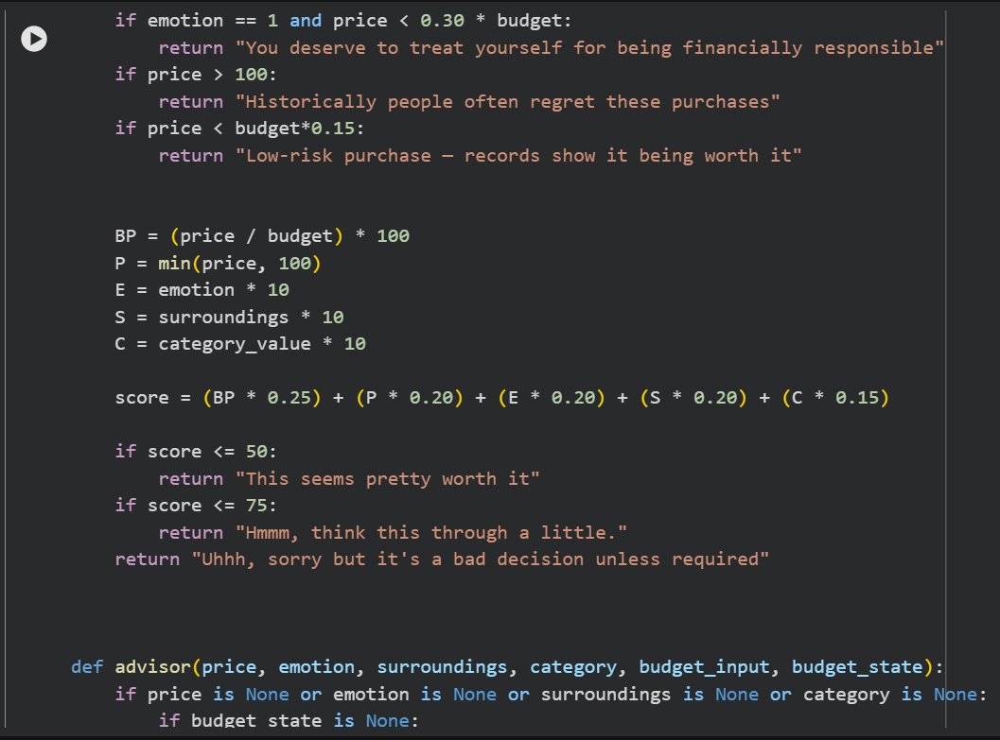 if emotion == 1 and price < 0.30 * budget:
return "You deserve to treat yourself for being financially responsible"
if price > 100:
return "Historically people often regret these purchases"
if price < budget*0.15:
return "Low-risk purchase — records show it being worth it"
BP = (price / budget) * 100
P = min(price, 100)
E = emotion * 10
S = surroundings * 10
C = category_value * 10
score = (BP * 0.25) + (P * 0.20) + (E * 0.20) + (S * 0.20) + (C * 0.15)
if score <= 50:
return "This seems pretty worth it"
if score <= 75:
return "Hmmm, think this through a little."
return "Uhhh, sorry but it's a bad decision unless required"
def advisor(price, emotion, surroundings, category, budget_input, budget_state):
if price is None or emotion is None or surroundings is None or category is None:
if budget_state is None: